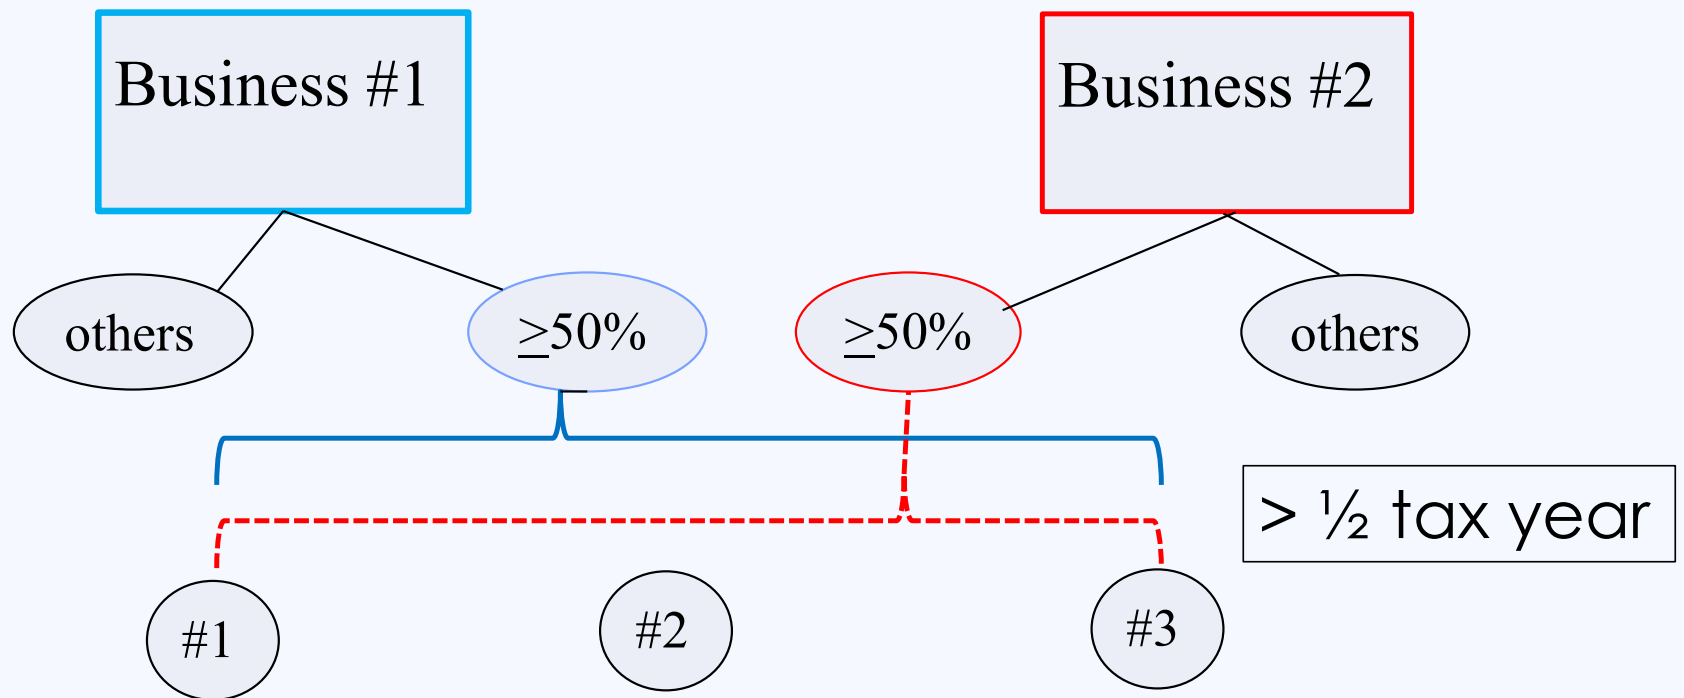 Business #1
Business #2
others
>50%
>50%
others
> ½ tax year
#1
#2
#3